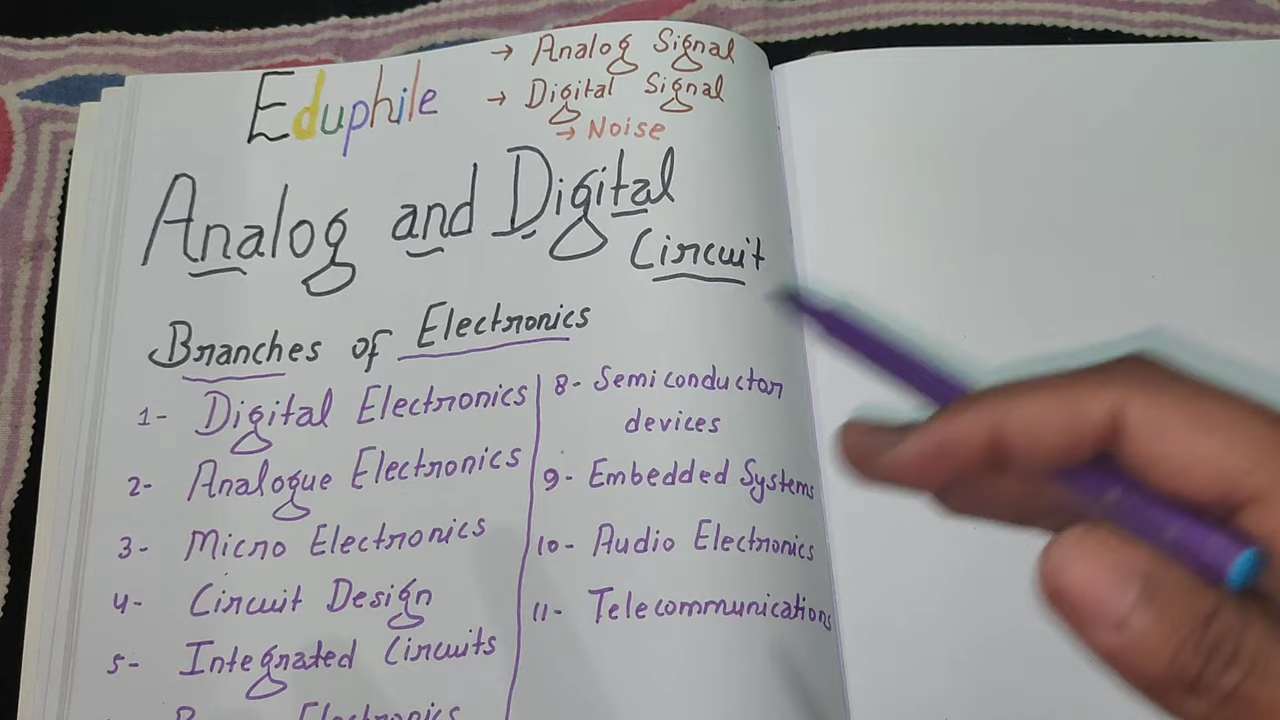 Eduphile
→ Analog Signal
→ Digital Signal
→ Noise
Analog and Digital
Circuit
Branches of Electronics
1- Digital Electronics
2- Analogue Electronics
3- Micro Electronics
4- Circuit Design
5- Integrated Circuits
Electronics
8- Semiconductor
devices
9- Embedded Systems
10- Audio Electronics
11- Telecommunications